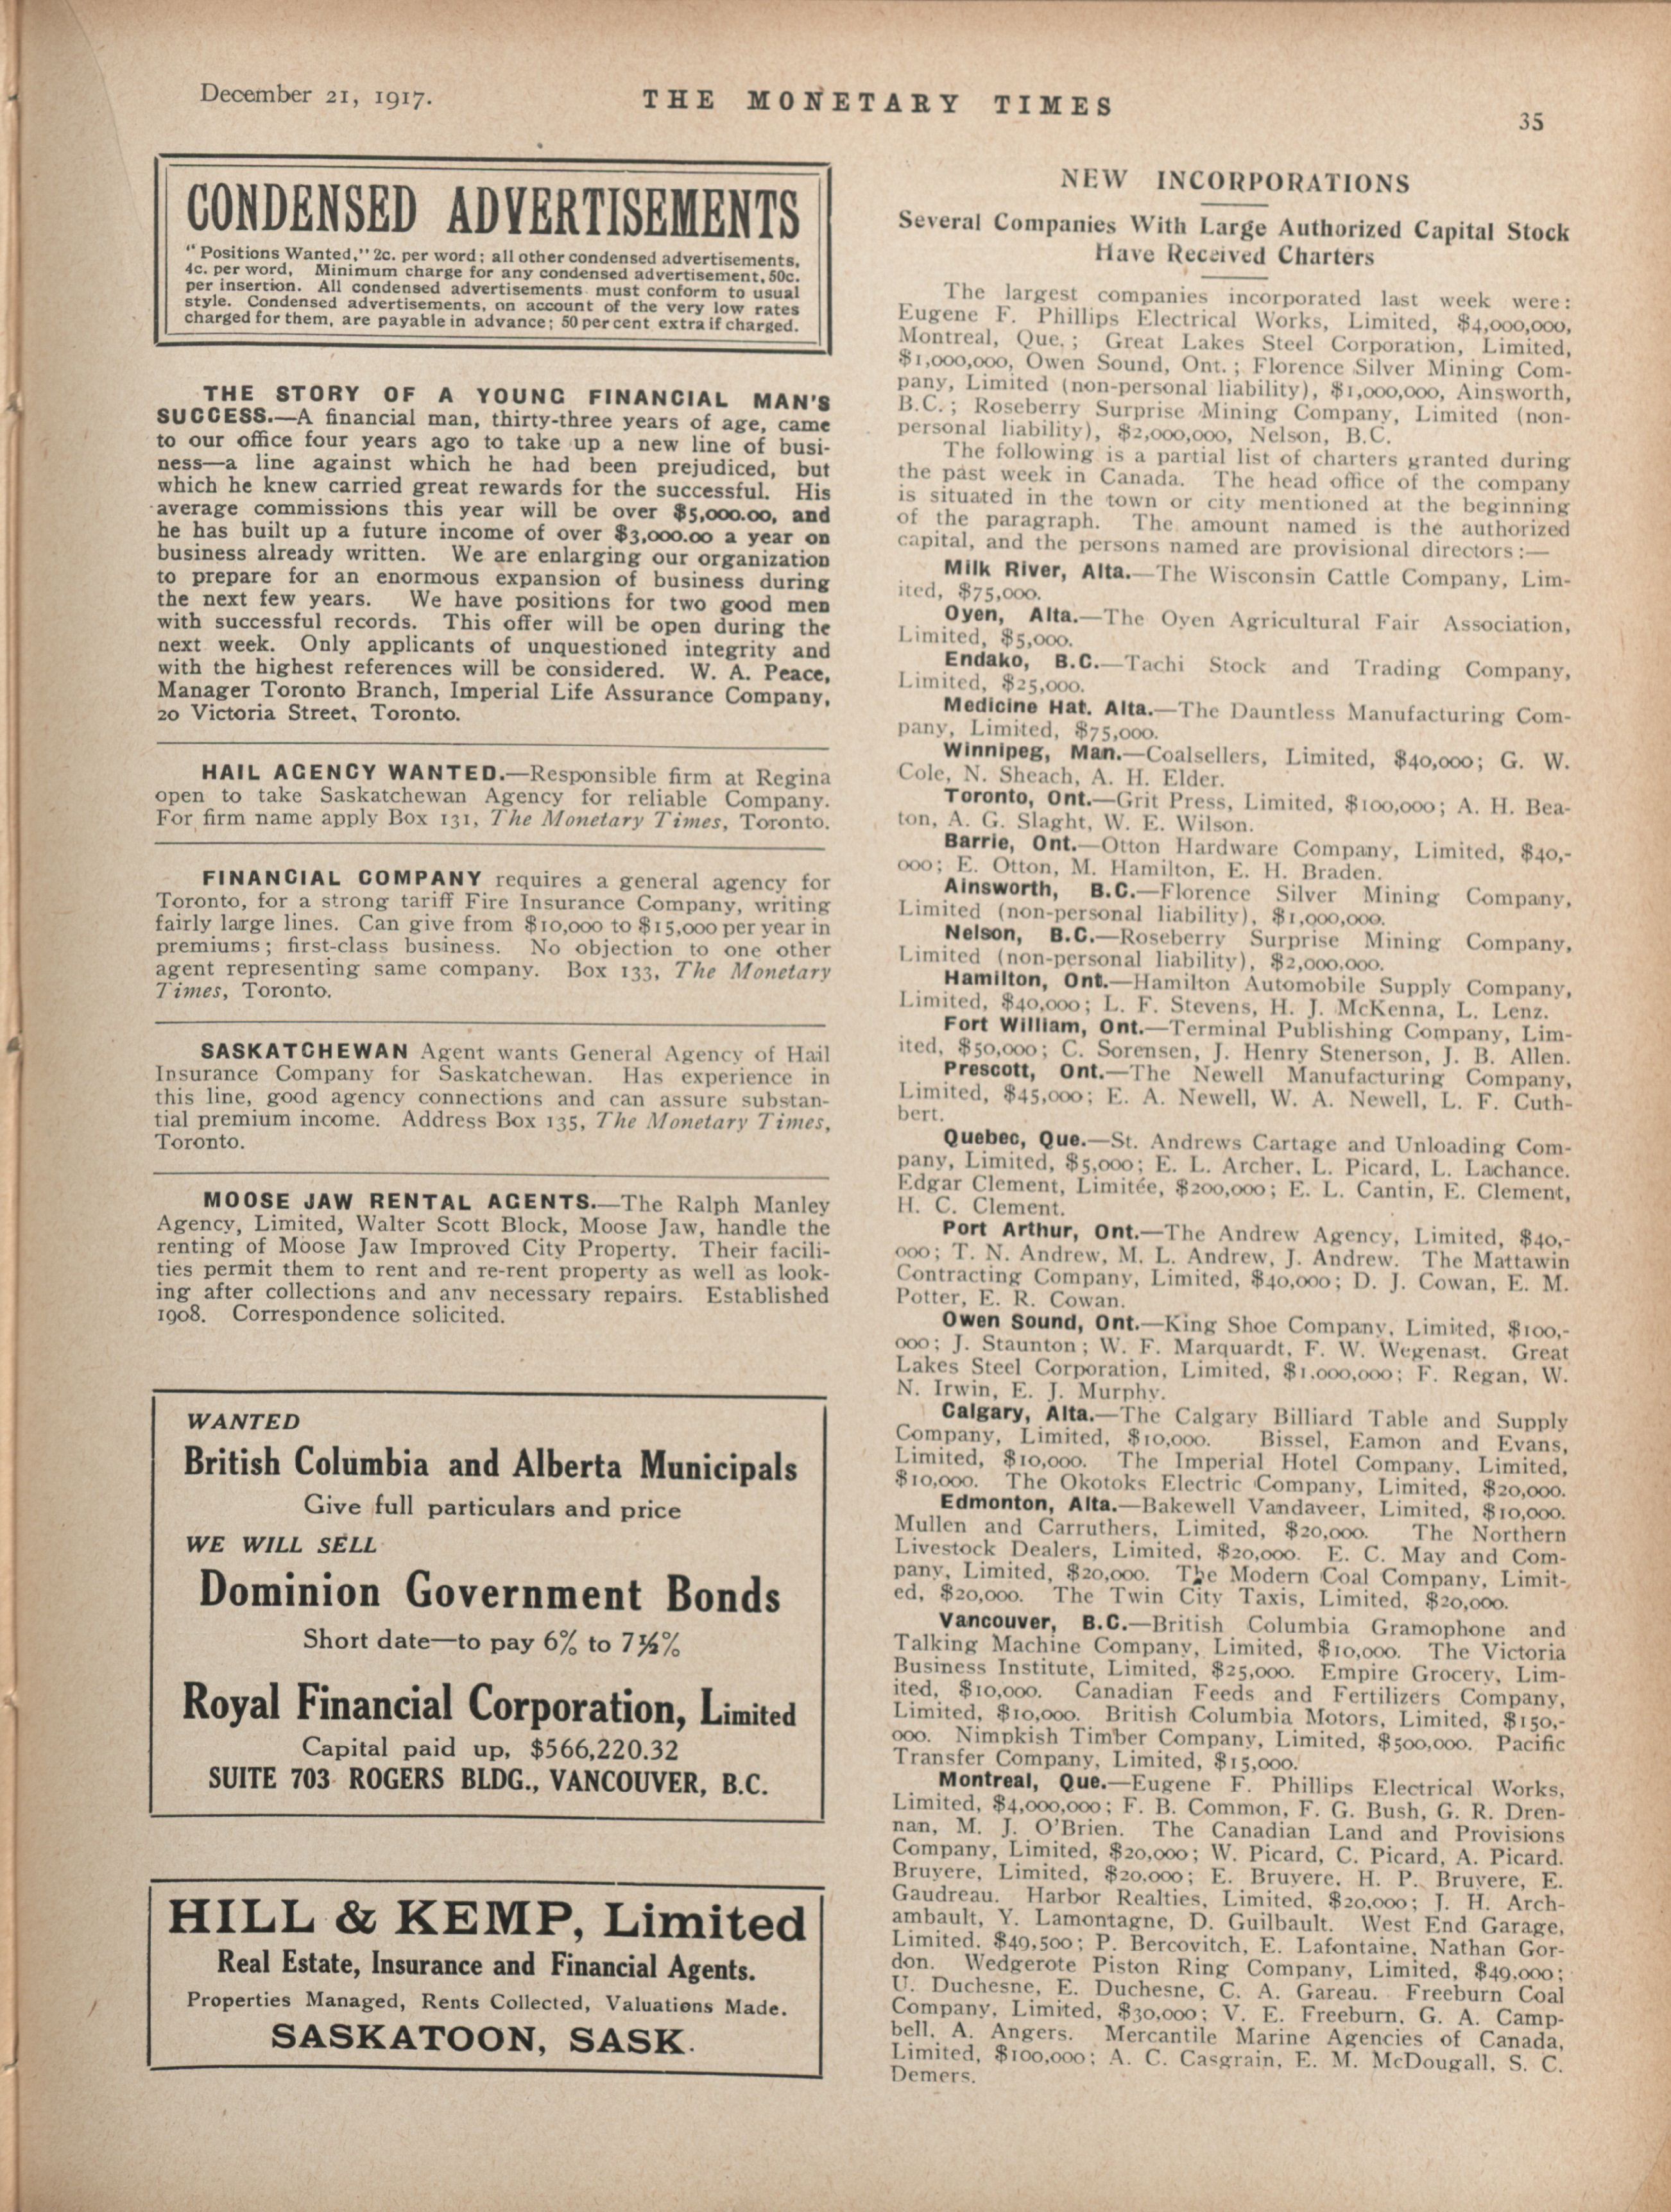 December 21, 1917.
THE MONETARY TIMES
35
CONDENSED ADVERTISEMENTS
"Positions Wanted," 2c. per word; all other condensed advertisements,
4c. per word, Minimum charge for any condensed advertisement, 50c.
per insertion. All condensed advertisements must conform to usual
style. Condensed advertisements, on account of the very low rates
charged for them, are payable in advance; 50 per cent extra if charged.
THE STORY OF A YOUNG FINANCIAL MAN'S
SUCCESS.—A financial man, thirty-three years of age, came
to our office four years ago to take up a new line of busi-
ness—a line against which he had been prejudiced, but
which he knew carried great rewards for the successful. His
average commissions this year will be over $5,000.00, and
he has built up a future income of over $3,000.00 a year on
business already written. We are enlarging our organization
to prepare for an enormous expansion of business during
the next few years. We have positions for two good men
with successful records. This offer will be open during the
next week. Only applicants of unquestioned integrity and
with the highest references will be considered. W. A. Peace,
Manager Toronto Branch, Imperial Life Assurance Company,
20 Victoria Street, Toronto.
HAIL AGENCY WANTED.—Responsible firm at Regina
open to take Saskatchewan Agency for reliable Company.
For firm name apply Box 131, The Monetary Times, Toronto.
FINANCIAL COMPANY requires a general agency for
Toronto, for a strong tariff Fire Insurance Company, writing
fairly large lines. Can give from $10,000 to $15,000 per year in
premiums; first-class business. No objection to one other
agent representing same company. Box 133, The Monetary
Times, Toronto.
SASKATCHEWAN Agent wants General Agency of Hail
Insurance Company for Saskatchewan. Has experience in
this line, good agency connections and can assure substan-
tial premium income. Address Box 135, The Monetary Times,
Toronto.
MOOSE JAW RENTAL AGENTS.—The Ralph Manley
Agency, Limited, Walter Scott Block, Moose Jaw, handle the
renting of Moose Jaw Improved City Property. Their facili-
ties permit them to rent and re-rent property as well as look-
ing after collections and any necessary repairs. Established
1908. Correspondence solicited.
WANTED
British Columbia and Alberta Municipals
Give full particulars and price
WE WILL SELL
Dominion Government Bonds
Short date—to pay 6% to 7½%
Royal Financial Corporation, Limited
Capital paid up, $566,220.32
SUITE 703 ROGERS BLDG., VANCOUVER, B.C.
HILL & KEMP, Limited
Real Estate, Insurance and Financial Agents.
Properties Managed, Rents Collected, Valuations Made.
SASKATOON, SASK.
NEW INCORPORATIONS
Several Companies With Large Authorized Capital Stock
Have Received Charters
The largest companies incorporated last week were:
Eugene F. Phillips Electrical Works, Limited, $4,000,000,
Montreal, Que.; Great Lakes Steel Corporation, Limited,
$1,000,000, Owen Sound, Ont.; Florence Silver Mining Com-
pany, Limited (non-personal liability), $1,000,000, Ainsworth,
B.C.; Roseberry Surprise Mining Company, Limited (non-
personal liability), $2,000,000, Nelson, B.C.
The following is a partial list of charters granted during
the past week in Canada. The head office of the company
is situated in the town or city mentioned at the beginning
of the paragraph. The amount named is the authorized
capital, and the persons named are provisional directors:—
Milk River, Alta.—The Wisconsin Cattle Company, Lim-
ited, $75,000.
Oyen, Alta.—The Oyen Agricultural Fair Association,
Limited, $5,000.
Endako, B.C.—Tachi Stock and Trading Company,
Limited, $25,000.
Medicine Hat. Alta.—The Dauntless Manufacturing Com-
pany, Limited, $75,000.
Winnipeg, Man.—Coalsellers, Limited, $40,000; G. W.
Cole, N. Sheach, A. H. Elder.
Toronto, Ont.—Grit Press, Limited, $100,000; A. H. Bea-
ton, A. G. Slaght, W. E. Wilson.
Barrie, Ont.—Otton Hardware Company, Limited, $40,-
000; E. Otton, M. Hamilton, E. H. Braden.
Ainsworth, B.C.—Florence Silver Mining Company,
Limited (non-personal liability), $1,000,000.
Nelson, B.C.—Roseberry Surprise Mining Company,
Limited (non-personal liability), $2,000,000.
Hamilton, Ont.—Hamilton Automobile Supply Company,
Limited, $40,000; L. F. Stevens, H. J. McKenna, L. Lenz.
Fort William, Ont.—Terminal Publishing Company, Lim-
ited, $50,000; C. Sorensen, J. Henry Stenerson, J. B. Allen.
Prescott, Ont.—The Newell Manufacturing Company,
Limited, $45,000; E. A. Newell, W. A. Newell, L. F. Cuth-
bert.
Quebec, Que.—St. Andrews Cartage and Unloading Com-
pany, Limited, $5,000; E. L. Archer, L. Picard, L. Lachance.
Edgar Clement, Limitée, $200,000; E. L. Cantin, E. Clement,
H. C. Clement.
Port Arthur, Ont.—The Andrew Agency, Limited, $40,-
000; T. N. Andrew, M. L. Andrew, J. Andrew. The Mattawin
Contracting Company, Limited, $40,000; D. J. Cowan, E. M.
Potter, E. R. Cowan.
Owen Sound, Ont.—King Shoe Company, Limited, $100,-
000; J. Staunton; W. F. Marquardt, F. W. Wegenast. Great
Lakes Steel Corporation, Limited, $1,000,000; F. Regan, W.
N. Irwin, E. J. Murphy.
Calgary, Alta.—The Calgary Billiard Table and Supply
Company, Limited, $10,000. Bissel, Eamon and Evans,
Limited, $10,000. The Imperial Hotel Company, Limited,
$10,000. The Okotoks Electric Company, Limited, $20,000.
Edmonton, Alta.—Bakewell Vandaveer, Limited, $10,000.
Mullen and Carruthers, Limited, $20,000. The Northern
Livestock Dealers, Limited, $20,000. E. C. May and Com-
pany, Limited, $20,000. The Modern Coal Company, Limit-
ed, $20,000. The Twin City Taxis, Limited, $20,000.
Vancouver, B.C.—British Columbia Gramophone and
Talking Machine Company, Limited, $10,000. The Victoria
Business Institute, Limited, $25,000. Empire Grocery, Lim-
ited, $10,000. Canadian Feeds and Fertilizers Company,
Limited, $10,000. British Columbia Motors, Limited, $150,-
000. Nimpkish Timber Company, Limited, $500,000. Pacific
Transfer Company, Limited, $15,000.
Montreal, Que.—Eugene F. Phillips Electrical Works,
Limited, $4,000,000; F. B. Common, F. G. Bush, G. R. Dren-
nan, M. J. O'Brien. The Canadian Land and Provisions
Company, Limited, $20,000; W. Picard, C. Picard, A. Picard.
Bruyere, Limited, $20,000; E. Bruyere, H. P. Bruyere, E.
Gaudreau. Harbor Realties, Limited, $20,000; J. H. Arch-
ambault, Y. Lamontagne, D. Guilbault. West End Garage,
Limited, $49,500; P. Bercovitch, E. Lafontaine, Nathan Gor-
don. Wedgerote Piston Ring Company, Limited, $49,000;
U. Duchesne, E. Duchesne, C. A. Gareau. Freeburn Coal
Company, Limited, $30,000; V. E. Freeburn, G. A. Camp-
bell, A. Angers. Mercantile Marine Agencies of Canada,
Limited, $100,000; A. C. Casgrain, E. M. McDougall, S. C.
Demers.